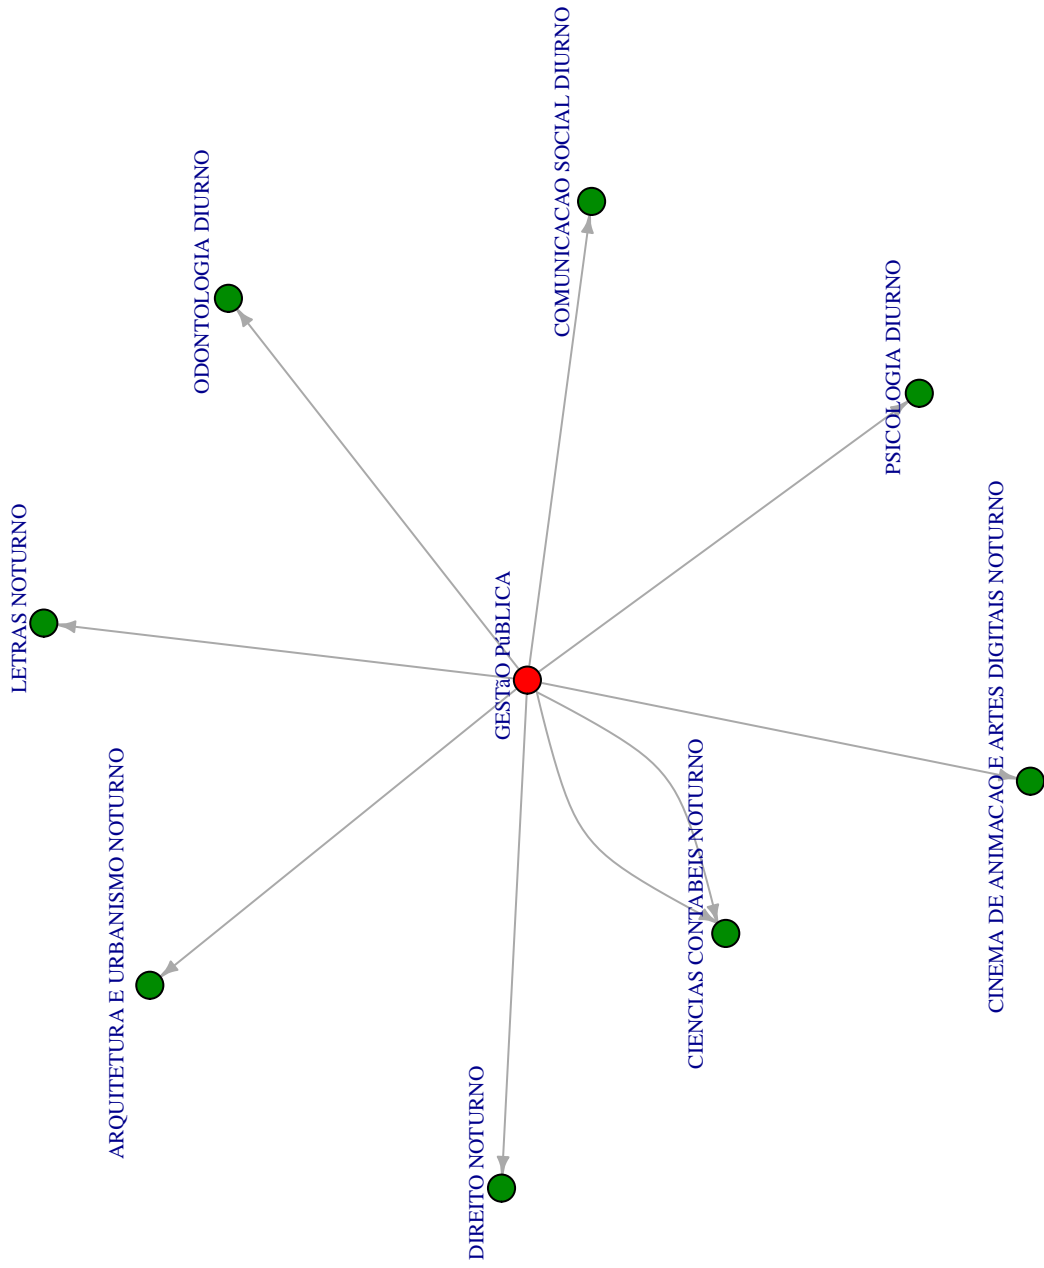 COMUNICACAO SOCIAL DIURNO
ODONTOLOGIA DIURNO
PSICOLOGIA DIURNO
CINEMA DE ANIMACAO E ARTES DIGITAIS NOTURNO
LETRAS NOTURNO
GESTãO PúBLICA
CIENCIAS CONTABEIS NOTURNO
ARQUITETURA E URBANISMO NOTURNO
DIREITO NOTURNO